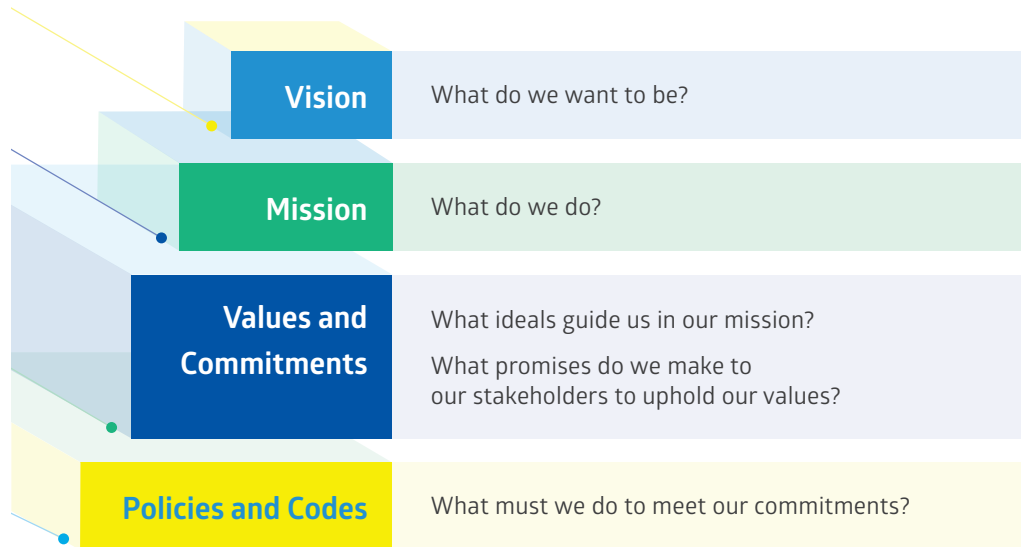 Vision
What do we want to be?
Mission
What do we do?
Values and
Commitments
What ideals guide us in our mission?
What promises do we make to
our stakeholders to uphold our values?
Policies and Codes
What must we do to meet our commitments?